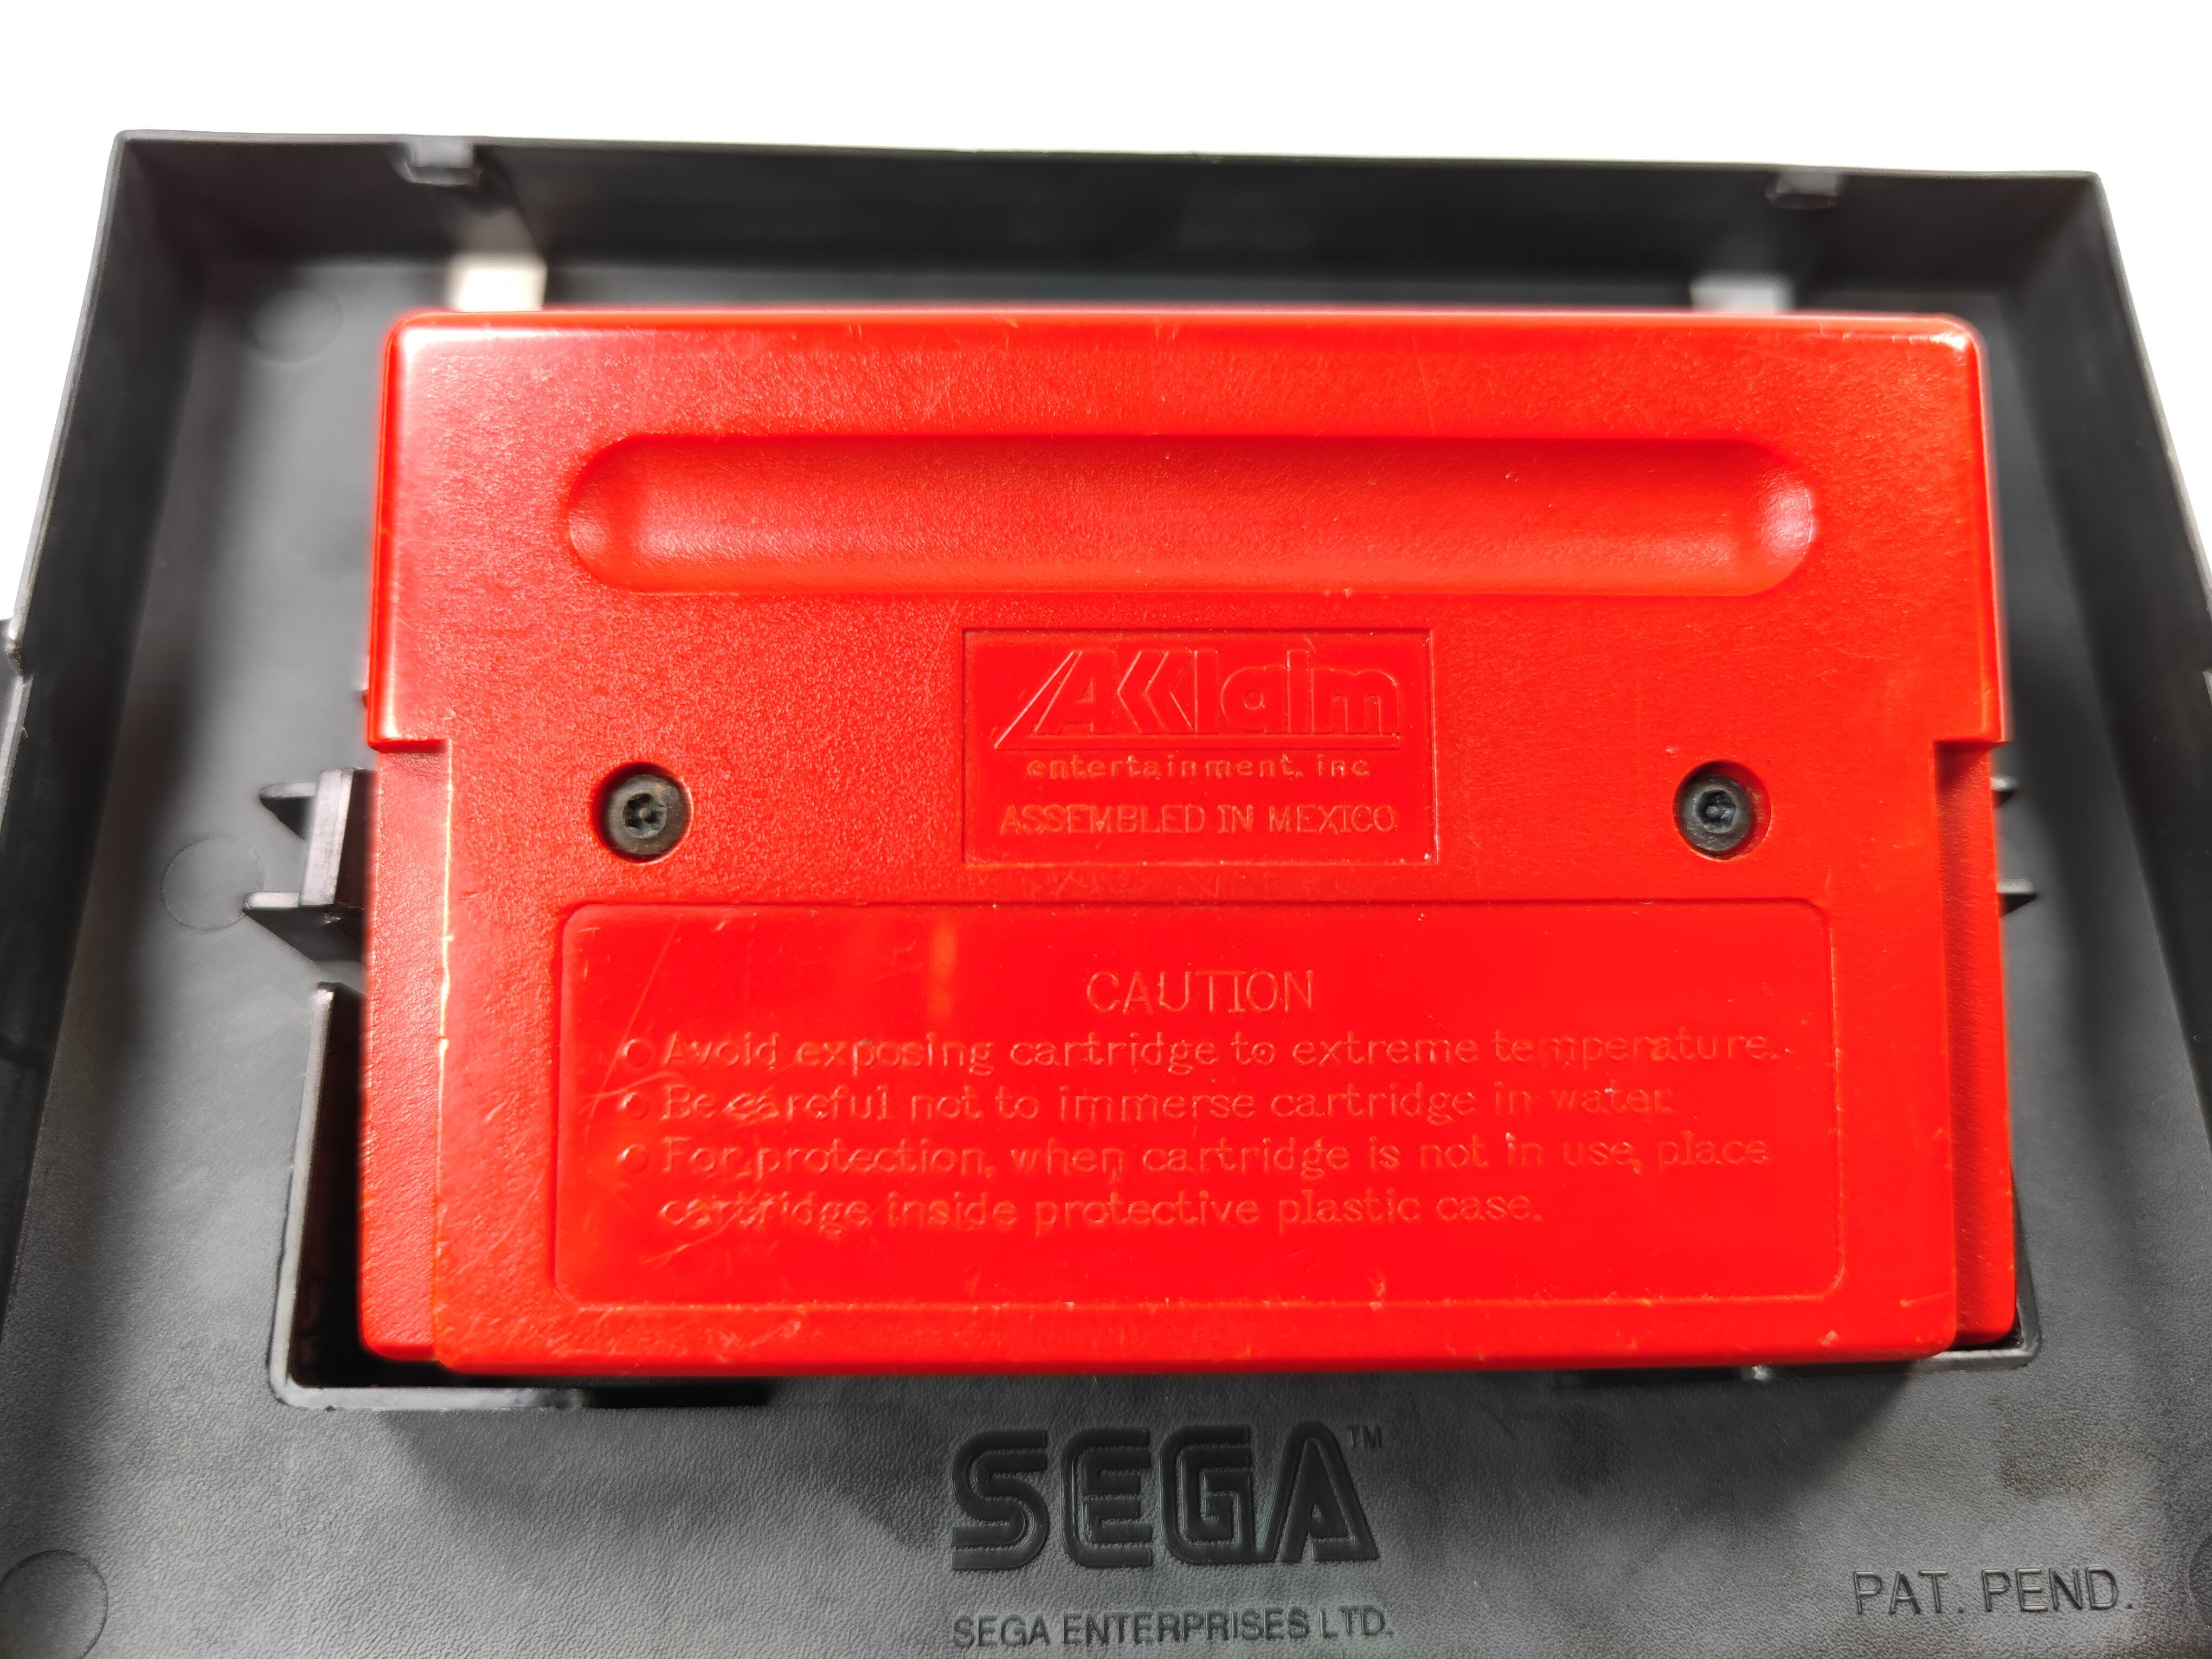 AKKlaim
entertainment, inc
ASSEMBLED IN MEXICO
CAUTION
Avoid exposing cartridge to extreme temperature.
Be careful not to immerse cartridge in water.
For protection, when cartridge is not in use, place
cartridge inside protective plastic case.
SEGA™
SEGA ENTERPRISES LTD.
PAT. PEND.